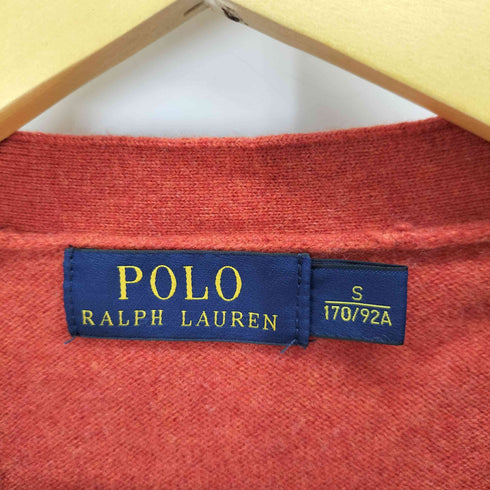 POLO
RALPH LAUREN
S
170/92A